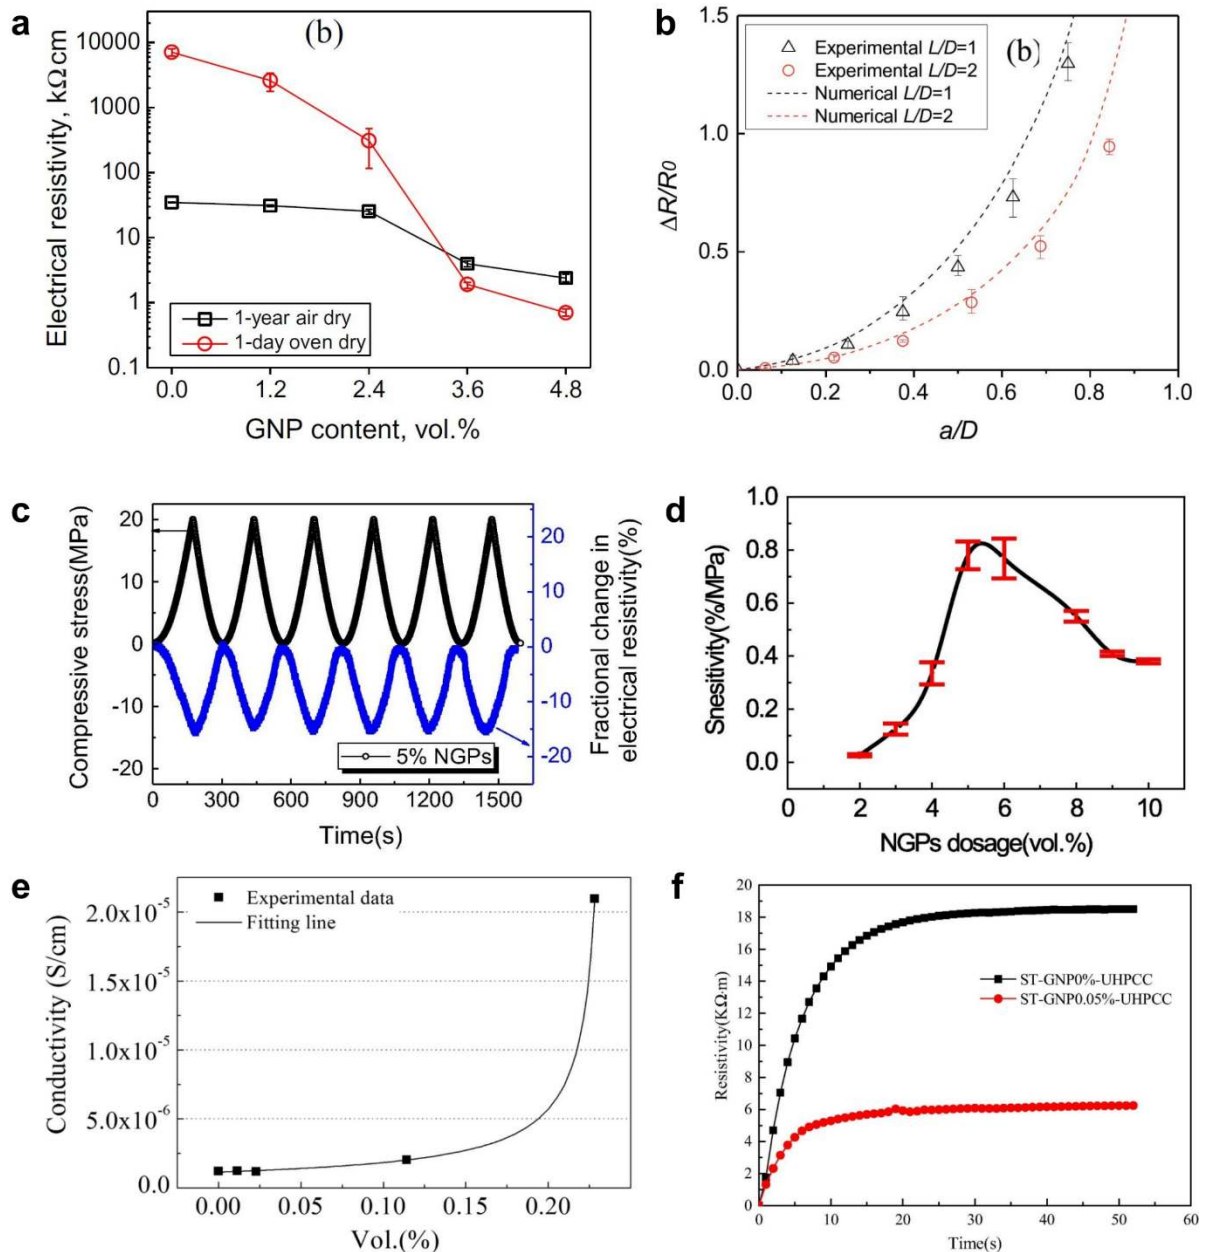 a
(b)
Electrical resistivity, kΩcm
10000
1000
100
10
1
0.1
1-year air dry
1-day oven dry
0.0 1.2 2.4 3.6 4.8
GNP content, vol.%
b
(b)
1.5
1.0
0.5
0.0
ΔR/R0
Experimental L/D=1
Experimental L/D=2
Numerical L/D=1
Numerical L/D=2
0.0 0.2 0.4 0.6 0.8 1.0
a/D
c
Compressive stress(MPa)
20
10
0
-10
-20
20
10
0
-10
-20
Fractional change in
electrical resistivity(%)
5% NGPs
0 300 600 900 1200 1500
Time(s)
d
Snesitivity(%/MPa)
1.0
0.8
0.6
0.4
0.2
0.0
0 2 4 6 8 10
NGPs dosage(vol.%)
e
Conductivity (S/cm)
Experimental data
Fitting line
2.0x10-5
1.5x10-5
1.0x10-5
5.0x10-6
0.0
0.00 0.05 0.10 0.15 0.20
Vol.(%)
f
Resistivity(KΩ·m)
20
18
16
14
12
10
8
6
4
2
0
ST-GNP0%-UHPCC
ST-GNP0.05%-UHPCC
0 10 20 30 40 50 60
Time(s)